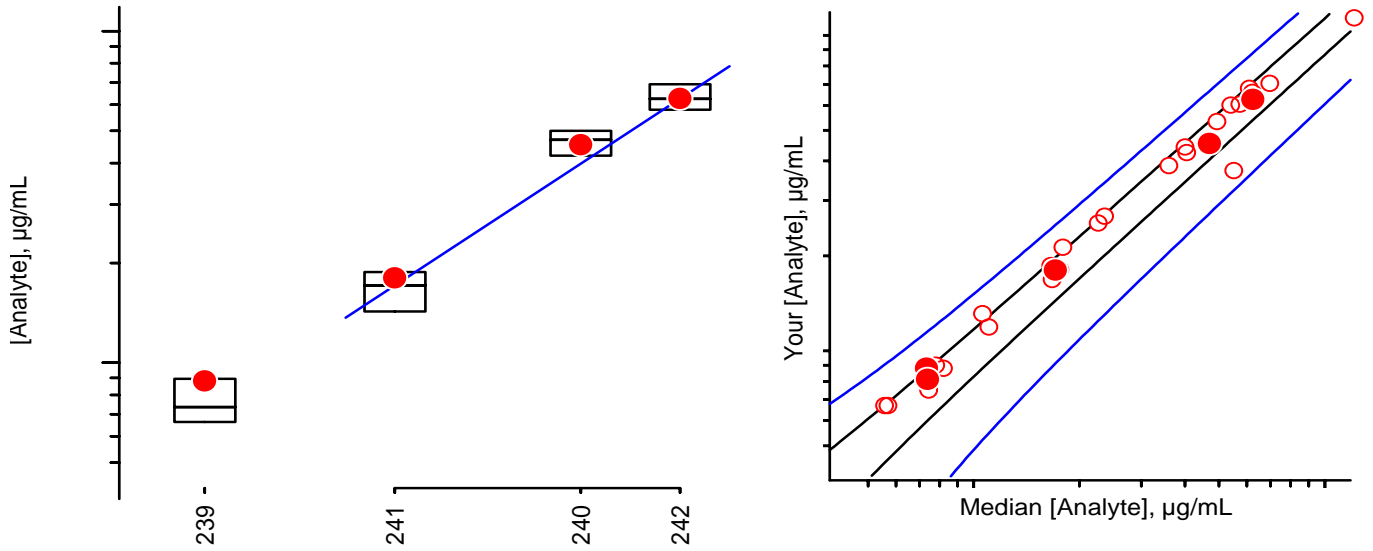 [Analyte], µg/mL
239
241
240
242
Your [Analyte], µg/mL
Median [Analyte], µg/mL